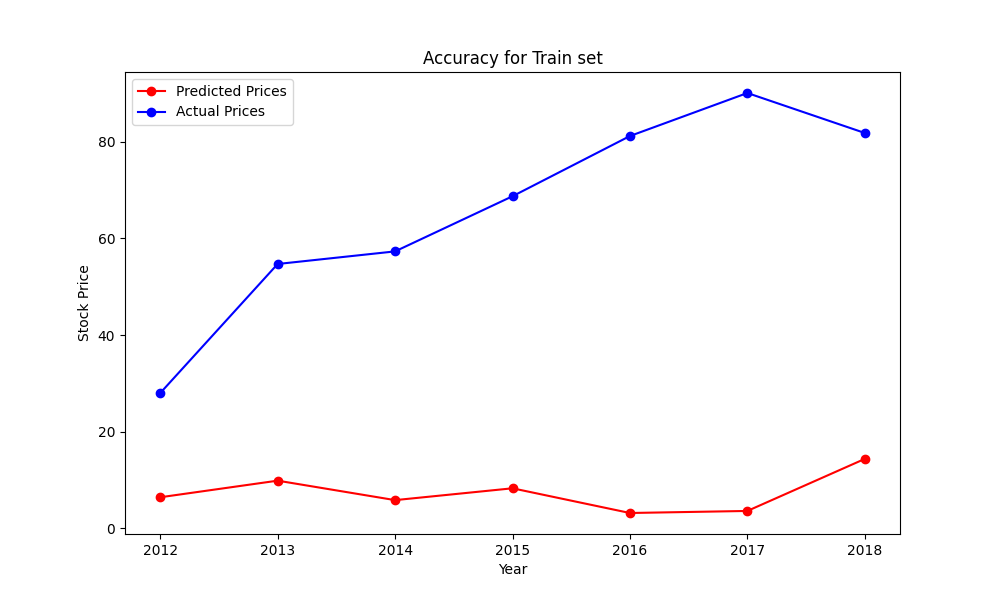 Accuracy for Train set
Predicted Prices
Actual Prices
Stock Price
80
60
40
20
0
2012 2013 2014 2015 2016 2017 2018
Year